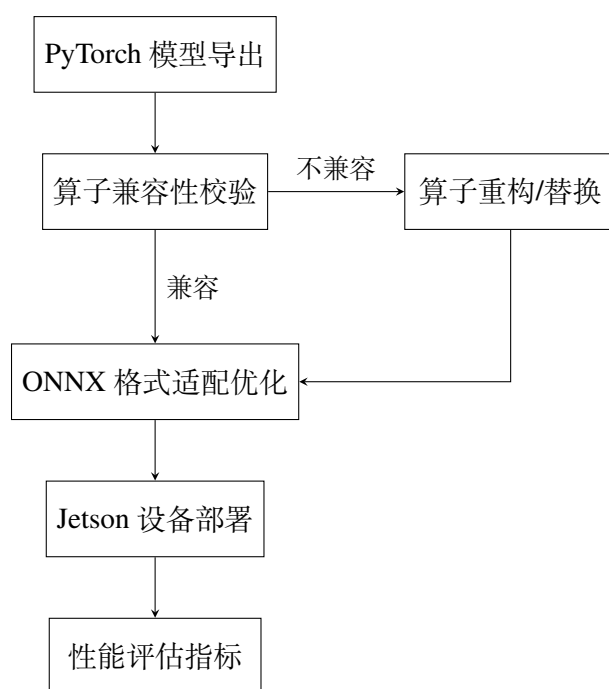 PyTorch 模型导出
不兼容
算子兼容性校验
算子重构/替换
兼容
ONNX 格式适配优化
Jetson 设备部署
性能评估指标